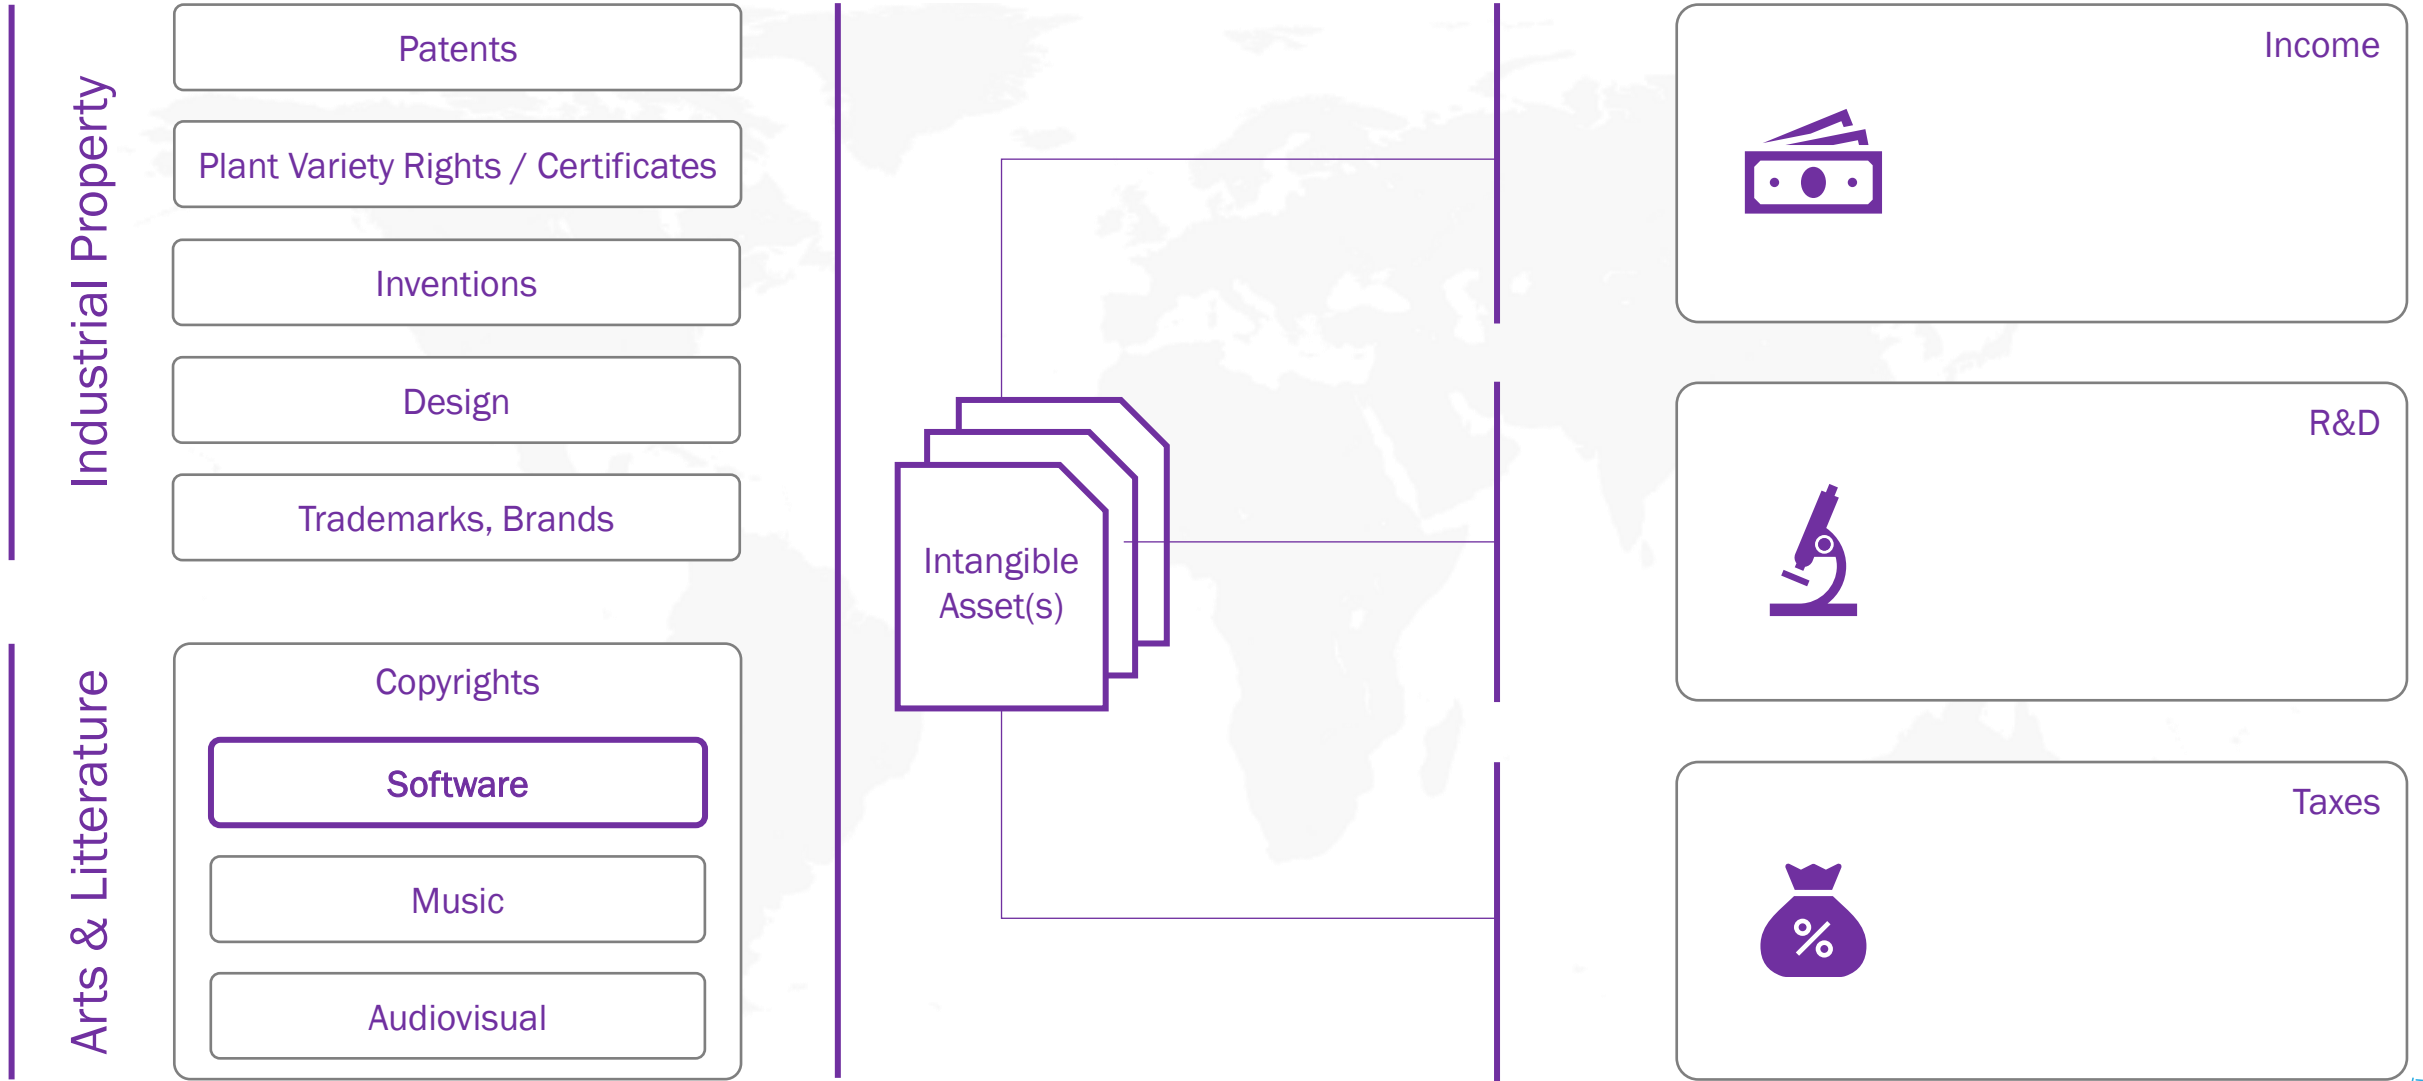 Industrial Property
Patents
Plant Variety Rights / Certificates
Inventions
Design
Trademarks, Brands
Arts & Litterature
Copyrights
Software
Music
Audiovisual
Intangible
Asset(s)
Income
R&D
Taxes
%